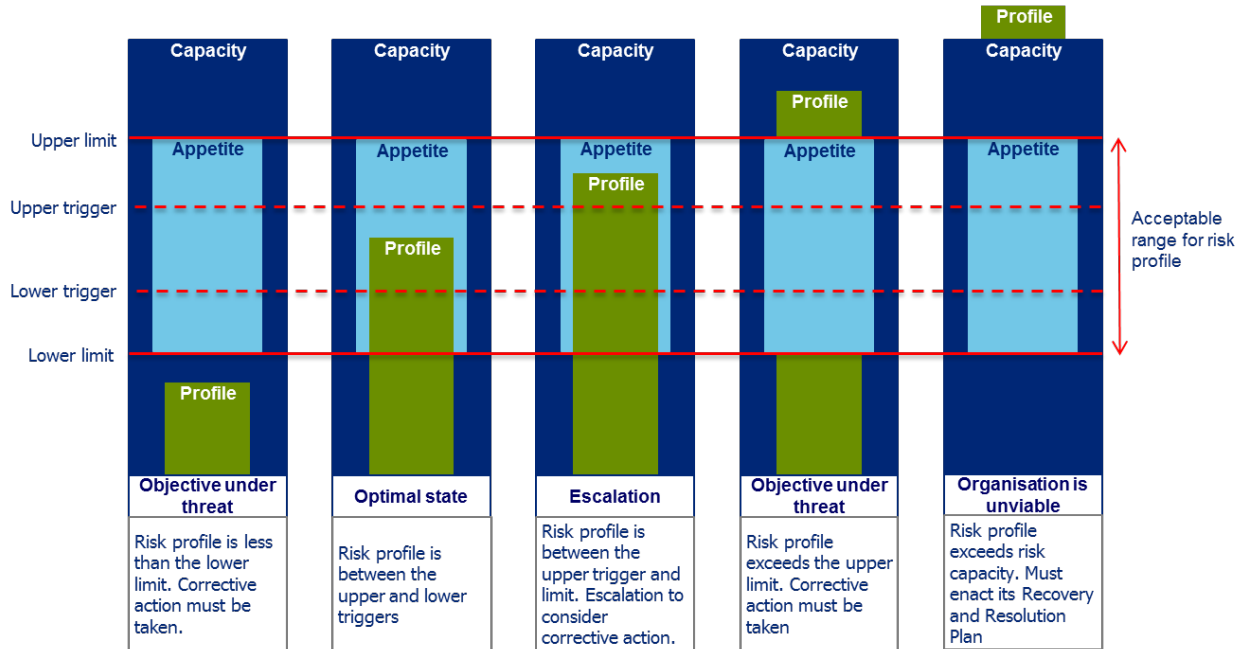 Profile
Capacity
Capacity
Capacity
Capacity
Capacity
Profile
Upper limit
Appetite
Appetite
Appetite
Appetite
Appetite
Profile
Upper trigger
Profile
Acceptable
range for risk
profile
Lower trigger
Lower limit
Profile
Objective under
threat
Optimal state
Escalation
Objective under
threat
Organisation is
unviable
Risk profile is less
than the lower
limit. Corrective
action must be
taken.
Risk profile is
between the
upper and lower
triggers
Risk profile is
between the
upper trigger and
limit. Escalation to
consider
corrective action.
Risk profile
exceeds the upper
limit. Corrective
action must be
taken
Risk profile
exceeds risk
capacity. Must
enact its Recovery
and Resolution
Plan